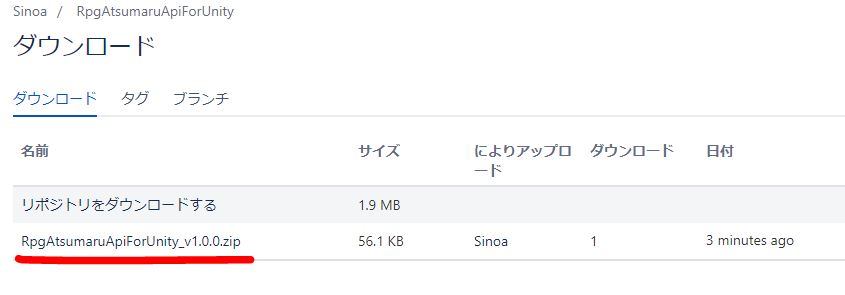 Sinoa / RpgAtsumaruApiForUnity
ダウンロード
ダウンロード タグ ブランチ
名前 サイズ によりアップロード ダウンロード 日付
リポジトリをダウンロードする 1.9 MB
RpgAtsumaruApiForUnity_v1.0.0.zip 56.1 KB Sinoa 1 3 minutes ago